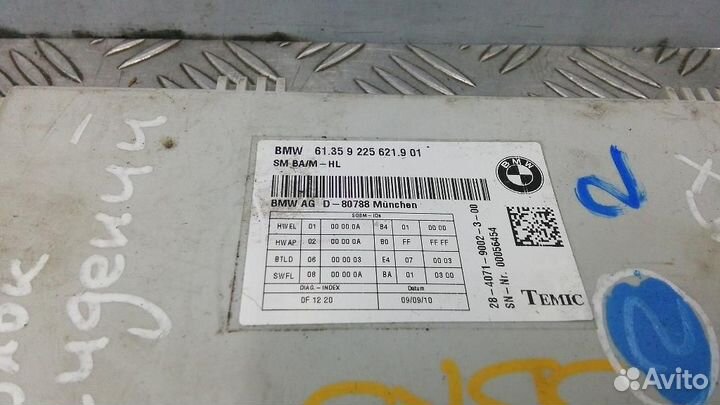 BMW 61.35 9 225 621.9 01
SM BA/M-HL
BMW AG D-80788 München
SGBM-IDs
HWEL 01 00 00 0A B4 01 00 00
HWAP 02 00 00 0A B0 FF FF FF
BTLD 06 00 00 03 E4 07 00 03
SWFL 08 00 00 0A BA 01 03 00
DIAG.-INDEX Datum
0F 12 20 09/09/10
28-4071-9002-3-00
SN-Nr. 00056454
TEMIC
BMW
2
2
Avito